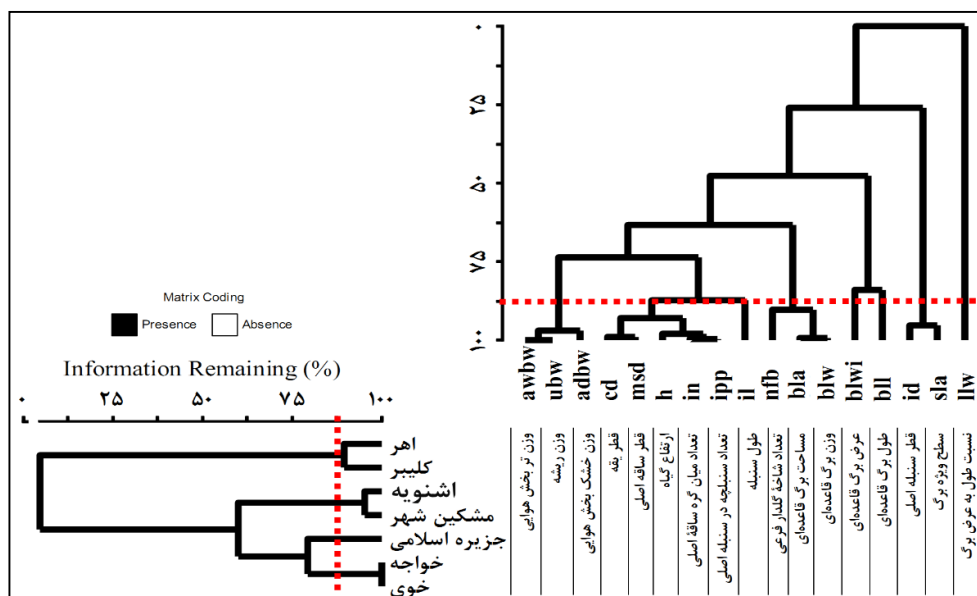 ۰
۲۵
۵۰
۷۵
۱۰۰
Matrix Coding
Presence
Absence
Information Remaining (%)
۰ ۲۵ ۵۰ ۷۵ ۱۰۰
اهر
کلیبر
اشنویه
مشکین شهر
جزیره اسلامی
خواجه
خوی
awbw
ubw
adbw
cd
msd
h
in
ipp
il
nfb
bla
blw
blwi
bll
id
sla
llw
وزن تر بخش هوایی
وزن ریشه
وزن خشک بخش هوایی
قطر یقه
قطر ساقه اصلی
ارتفاع گیاه
تعداد میان گره ساقۀ اصلی
تعداد سنبلچه در سنبله اصلی
طول سنبله
تعداد شاخۀ گلدار فرعی
مساحت برگ قاعده‌ای
وزن برگ قاعده‌ای
عرض برگ قاعده‌ای
طول برگ قاعده‌ای
قطر سنبله اصلی
سطح ویژه برگ
نسبت طول به عرض برگ